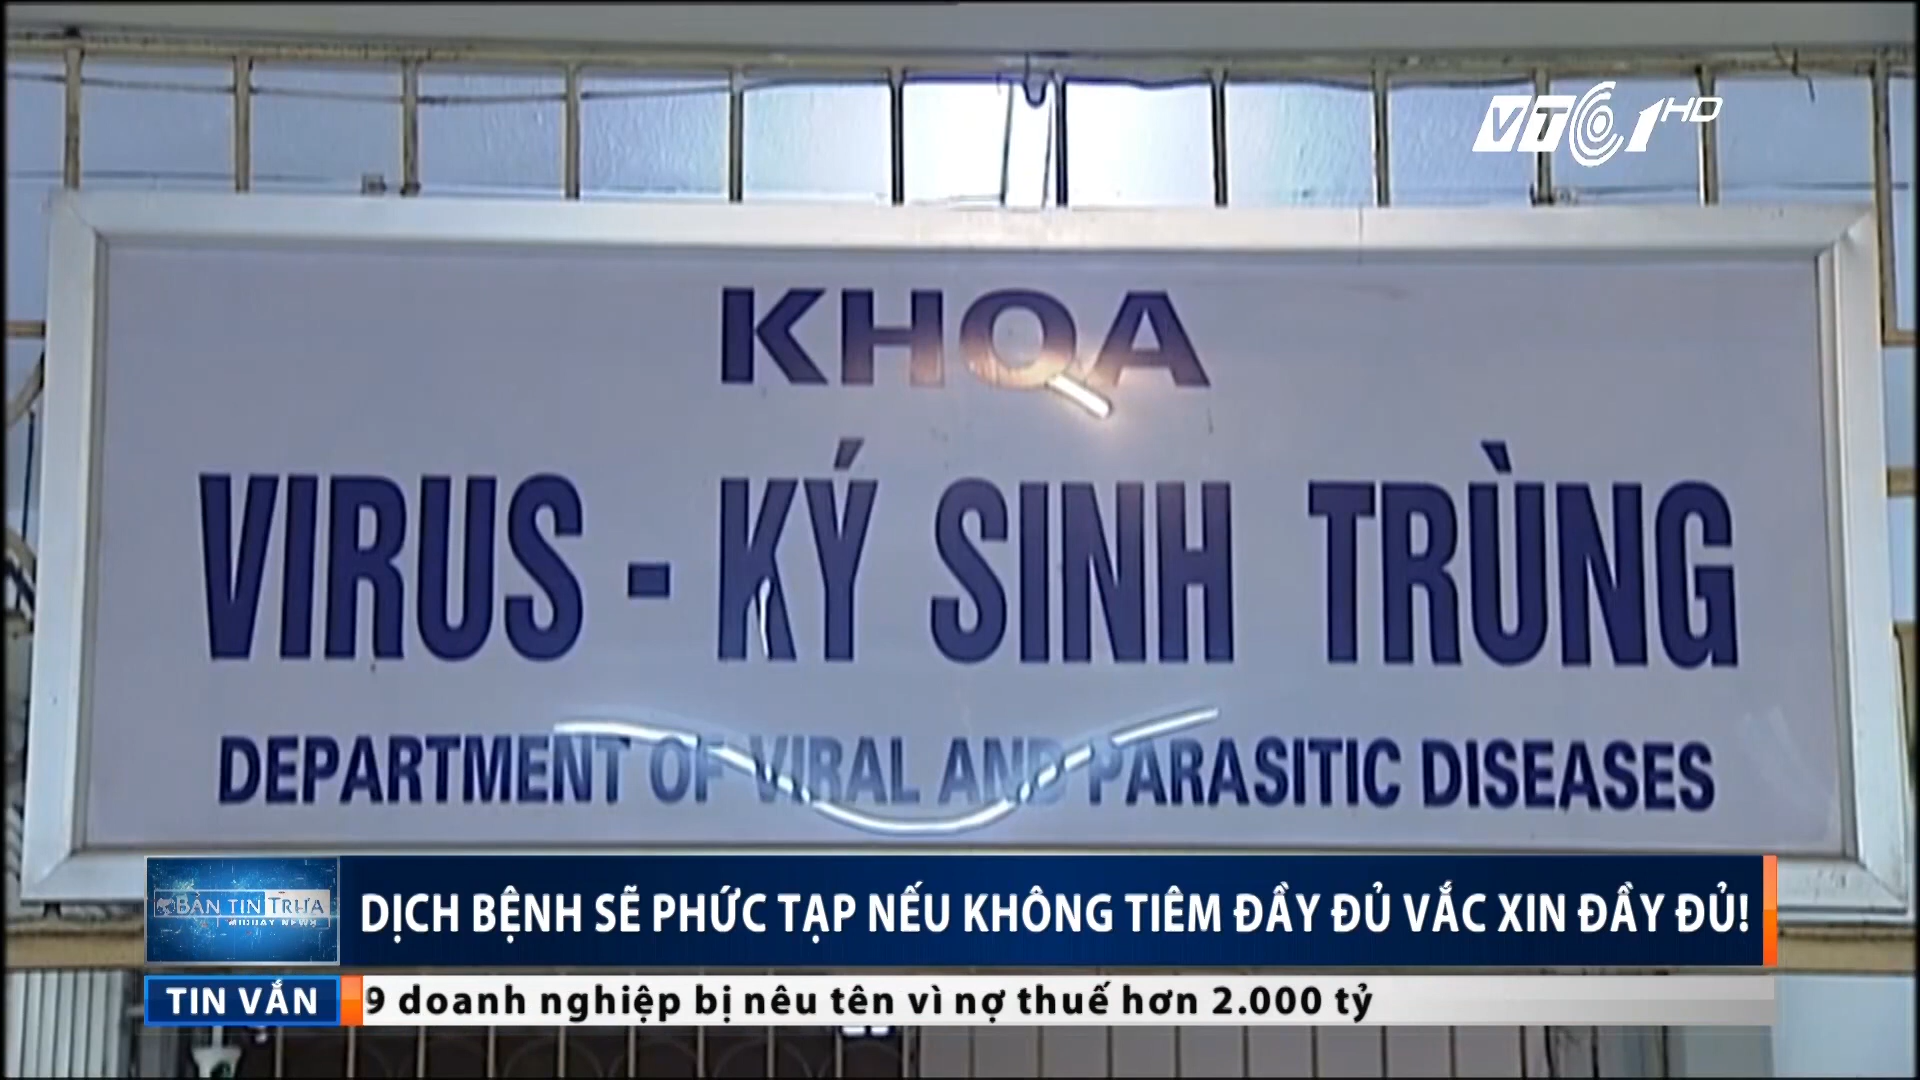 VTC1 HD
KHOA
VIRUS - KÝ SINH TRÙNG
DEPARTMENT OF VIRAL AND PARASITIC DISEASES
BẢN TIN TRƯA
MIDDAY NEWS
DỊCH BỆNH SẼ PHỨC TẠP NẾU KHÔNG TIÊM ĐẦY ĐỦ VẮC XIN ĐẦY ĐỦ!
TIN VẮN
9 doanh nghiệp bị nêu tên vì nợ thuế hơn 2.000 tỷ